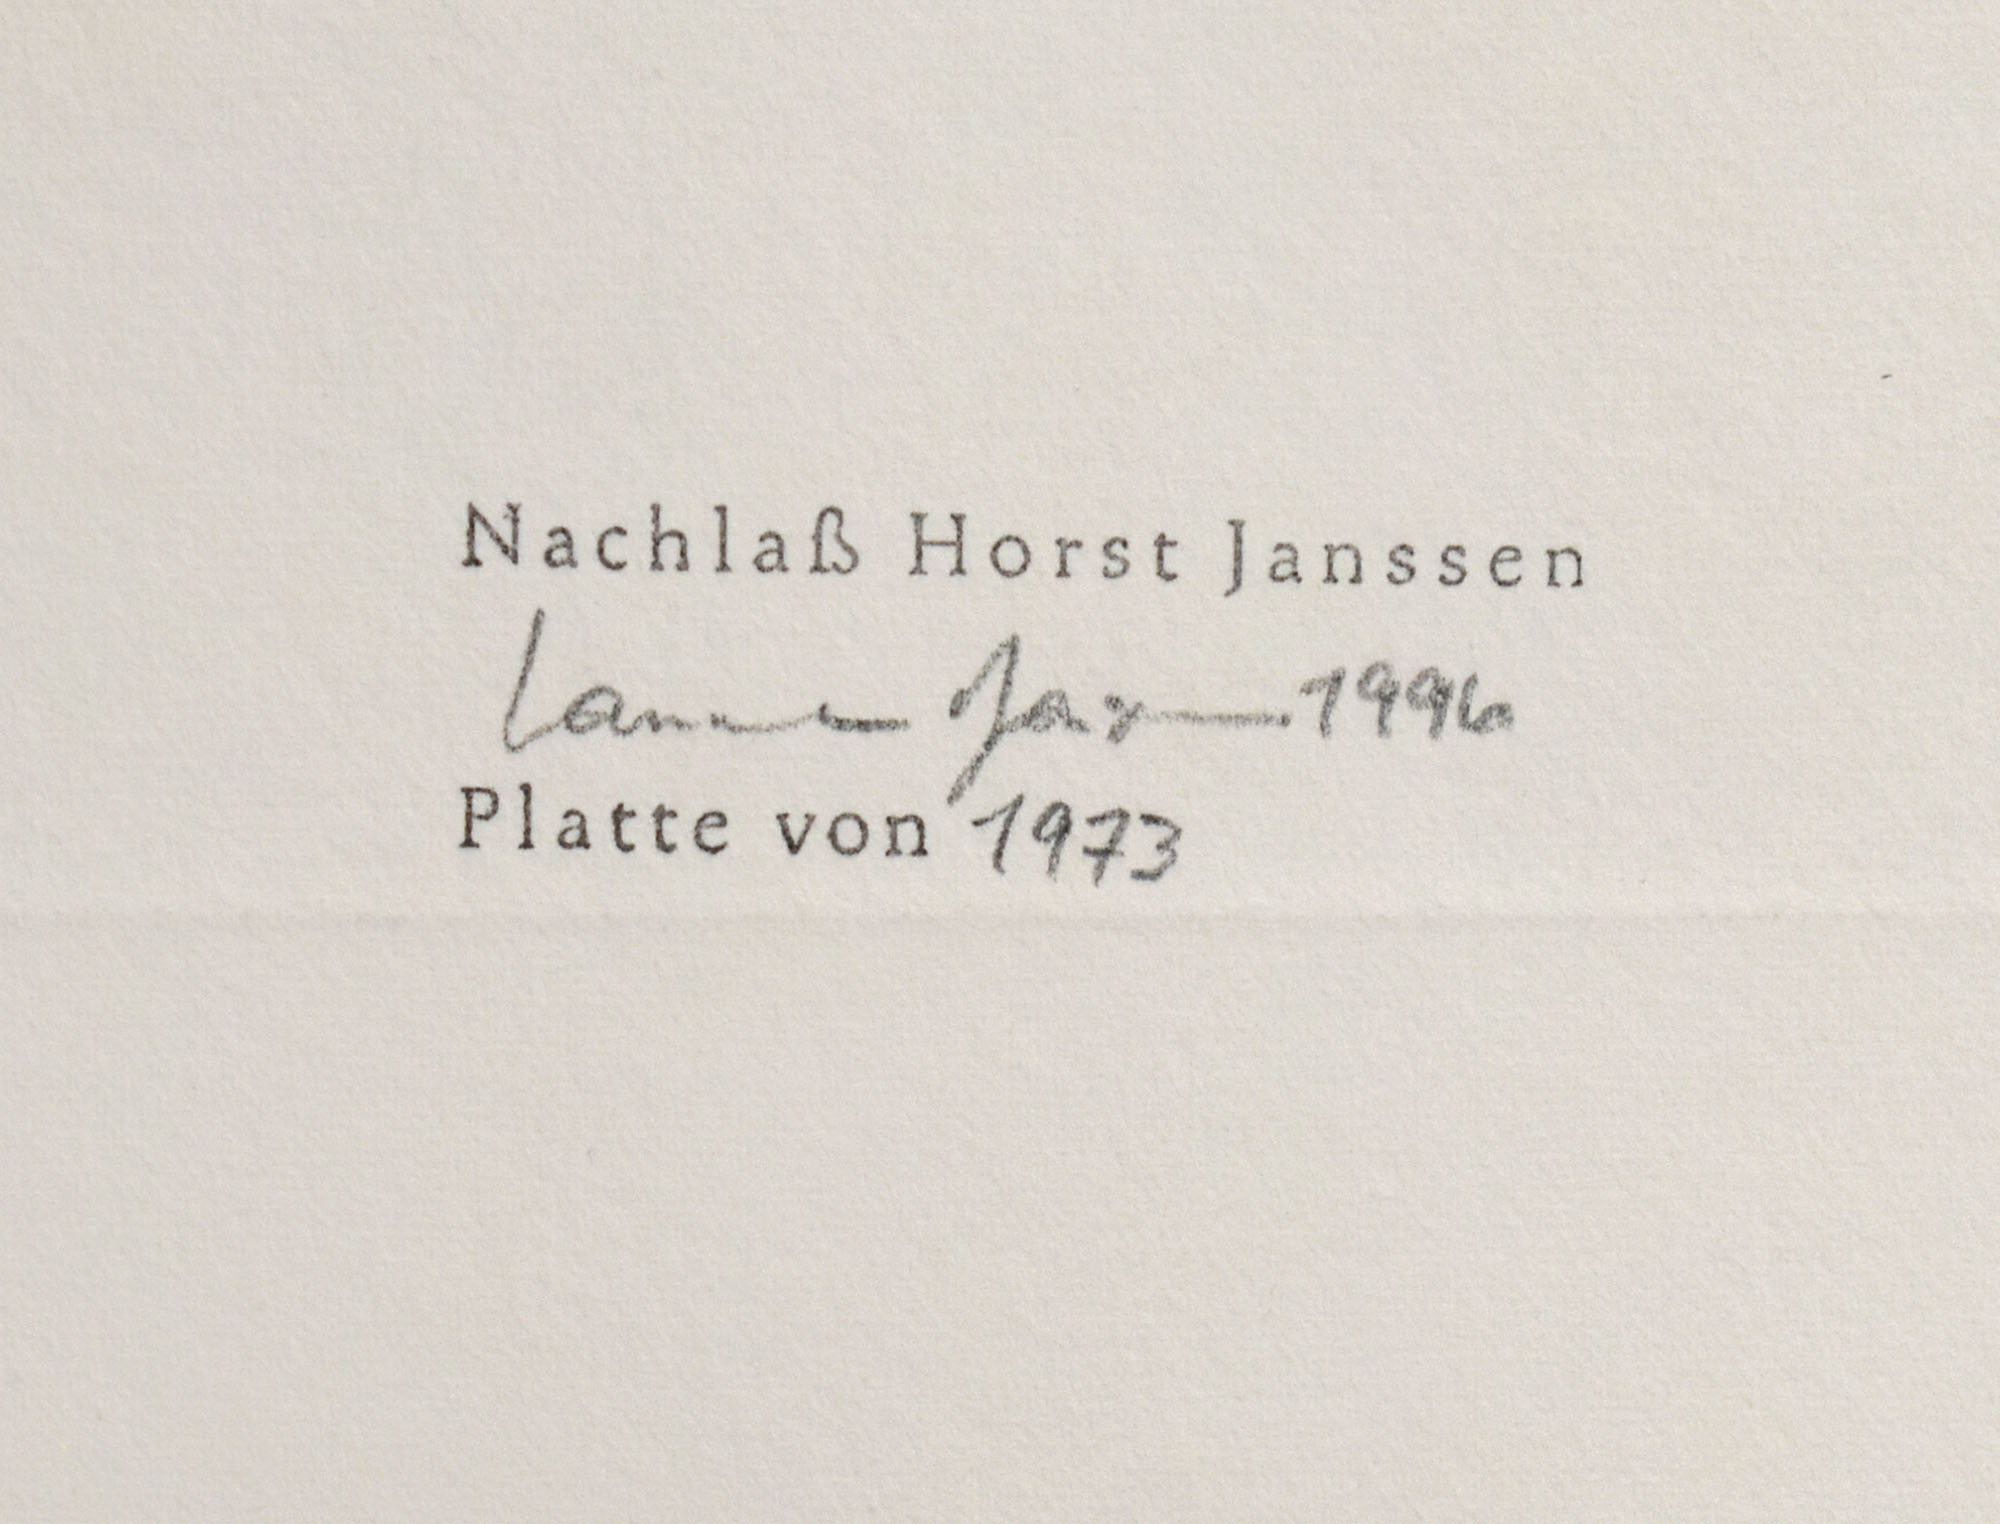 Nachlaß Horst Janssen
1996
Platte von 1973